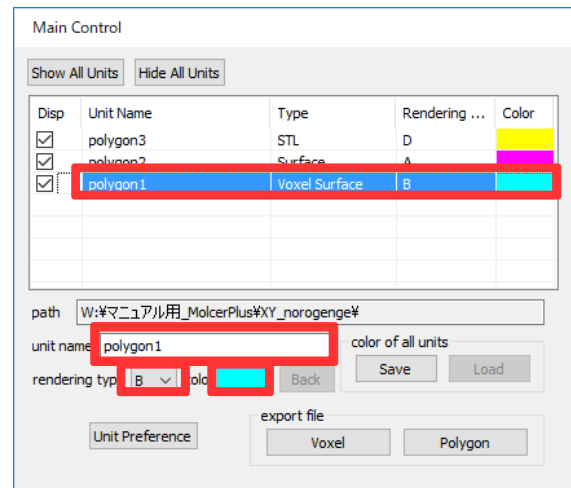 Main Control
Show All Units Hide All Units
Disp Unit Name Type Rendering ... Color
polygon3 STL D
polygon2 Surface A
polygon1 Voxel Surface B
path W:¥マニュアル用_MolcerPlus¥XY_norogenge¥
unit name polygon1 color of all units
rendering type B color Back Save Load
export file
Unit Preference Voxel Polygon